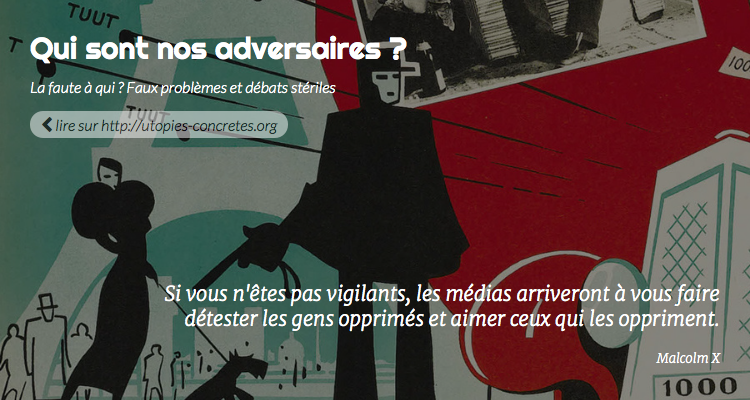 TUUT
T
Qui sont nos adversaires ?
La faute à qui ? Faux problèmes et débats stériles
TUUT
lire sur http://utopies-concretes.org
100
Si vous n'êtes pas vigilants, les médias arriveront à vous faire
détester les gens opprimés et aimer ceux qui les oppriment.
Malcolm X
1000